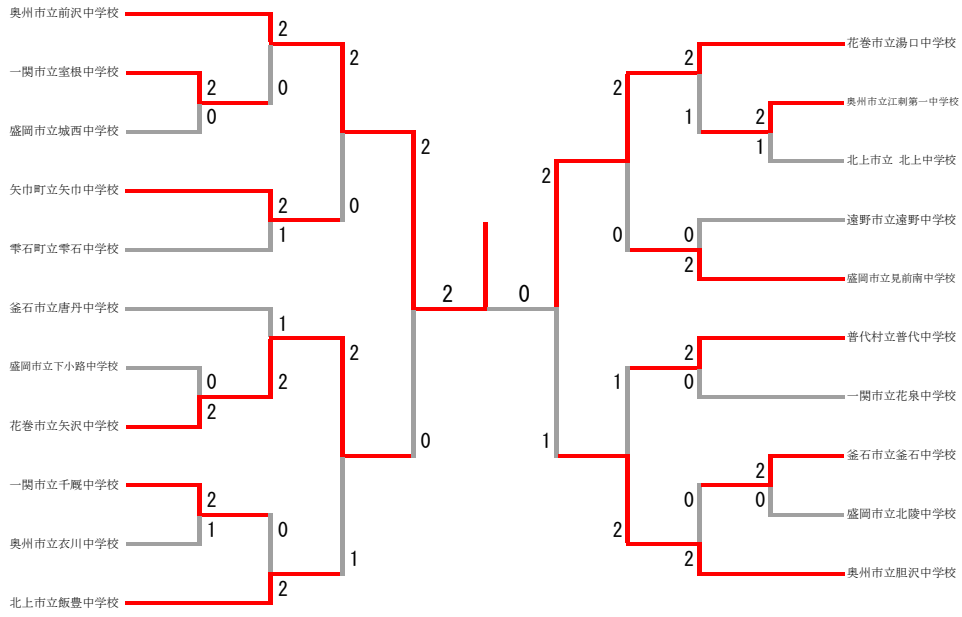 奥州市立前沢中学校
2
2
一関市立室根中学校
2
0
0
盛岡市立城西中学校
2
矢巾町立矢巾中学校
2
0
1
雫石町立雫石中学校
2
釜石市立唐丹中学校
1
2
盛岡市立下小路中学校
0
2
2
花巻市立矢沢中学校
0
一関市立千厩中学校
2
1
0
奥州市立衣川中学校
1
2
北上市立飯豊中学校
0
花巻市立湯口中学校
2
2
奥州市立江刺第一中学校
1
2
1
北上市立 北上中学校
2
遠野市立遠野中学校
0
0
2
盛岡市立見前南中学校
普代村立普代中学校
2
1
0
一関市立花泉中学校
1
釜石市立釜石中学校
2
0
0
盛岡市立北陵中学校
2
2
奥州市立胆沢中学校